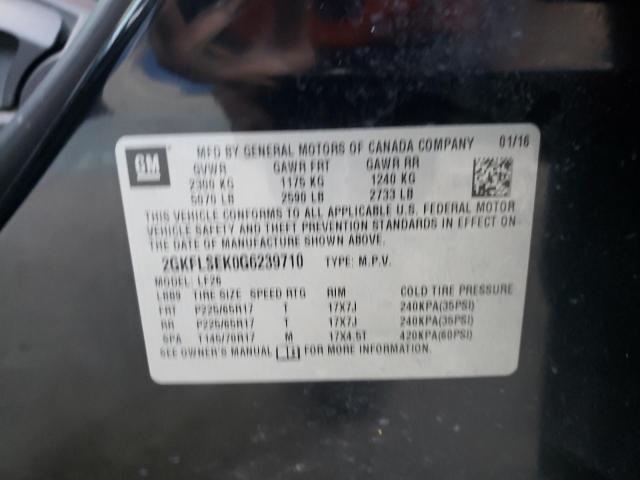 GM
MFD BY GENERAL MOTORS OF CANADA COMPANY 01/16
GVWR GAWR FRT GAWR RR
2300 KG 1175 KG 1240 KG
5070 LB 2590 LB 2733 LB
THIS VEHICLE CONFORMS TO ALL APPLICABLE U.S. FEDERAL MOTOR
VEHICLE SAFETY AND THEFT PREVENTION STANDARDS IN EFFECT ON
THE DATE OF MANUFACTURE SHOWN ABOVE.
2GKFLSEK0G6239710 TYPE: M.P.V.
MODEL: LF26
LBB9 TIRE SIZE SPEED RTG RIM COLD TIRE PRESSURE
FRT P225/65R17 T 17X7J 240KPA(35PSI)
RR P225/65R17 T 17X7J 240KPA(35PSI)
SPA T145/70R17 M 17X4.5T 420KPA(60PSI)
SEE OWNER'S MANUAL FOR MORE INFORMATION.